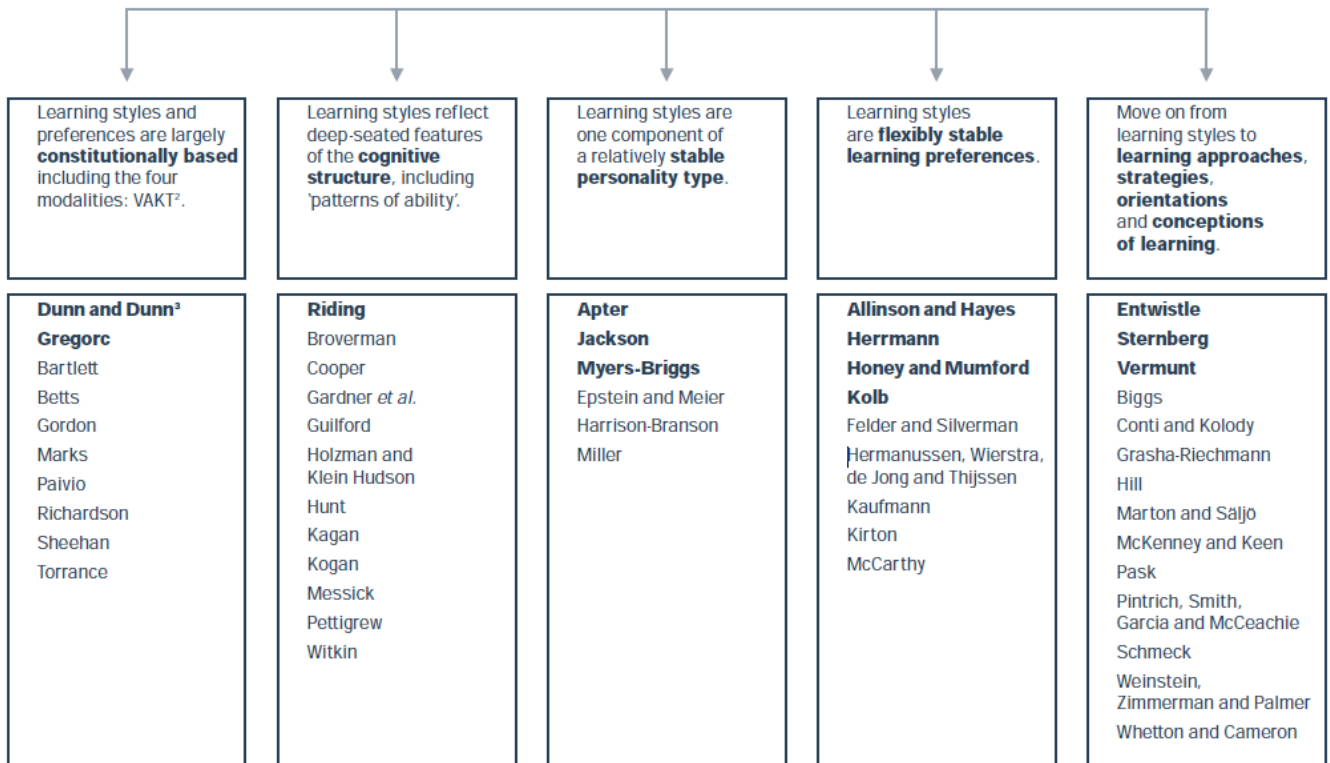 Learning styles and
preferences are largely
constitutionally based
including the four
modalities: VAKT².
Learning styles reflect
deep-seated features
of the cognitive
structure, including
'patterns of ability'.
Learning styles are
one component of
a relatively stable
personality type.
Learning styles
are flexibly stable
learning preferences.
Move on from
learning styles to
learning approaches,
strategies,
orientations
and conceptions
of learning.
Dunn and Dunn³
Gregorc
Bartlett
Betts
Gordon
Marks
Paivio
Richardson
Sheehan
Torrance
Riding
Broverman
Cooper
Gardner et al.
Guilford
Holzman and
Klein Hudson
Hunt
Kagan
Kogan
Messick
Pettigrew
Witkin
Apter
Jackson
Myers-Briggs
Epstein and Meier
Harrison-Branson
Miller
Allinson and Hayes
Herrmann
Honey and Mumford
Kolb
Felder and Silverman
Hermanussen, Wierstra,
de Jong and Thijssen
Kaufmann
Kirton
McCarthy
Entwistle
Sternberg
Vermunt
Biggs
Conti and Kolody
Grasha-Riechmann
Hill
Marton and Säljö
McKenney and Keen
Pask
Pintrich, Smith,
Garcia and McCeachie
Schmeck
Weinstein,
Zimmerman and Palmer
Whetton and Cameron